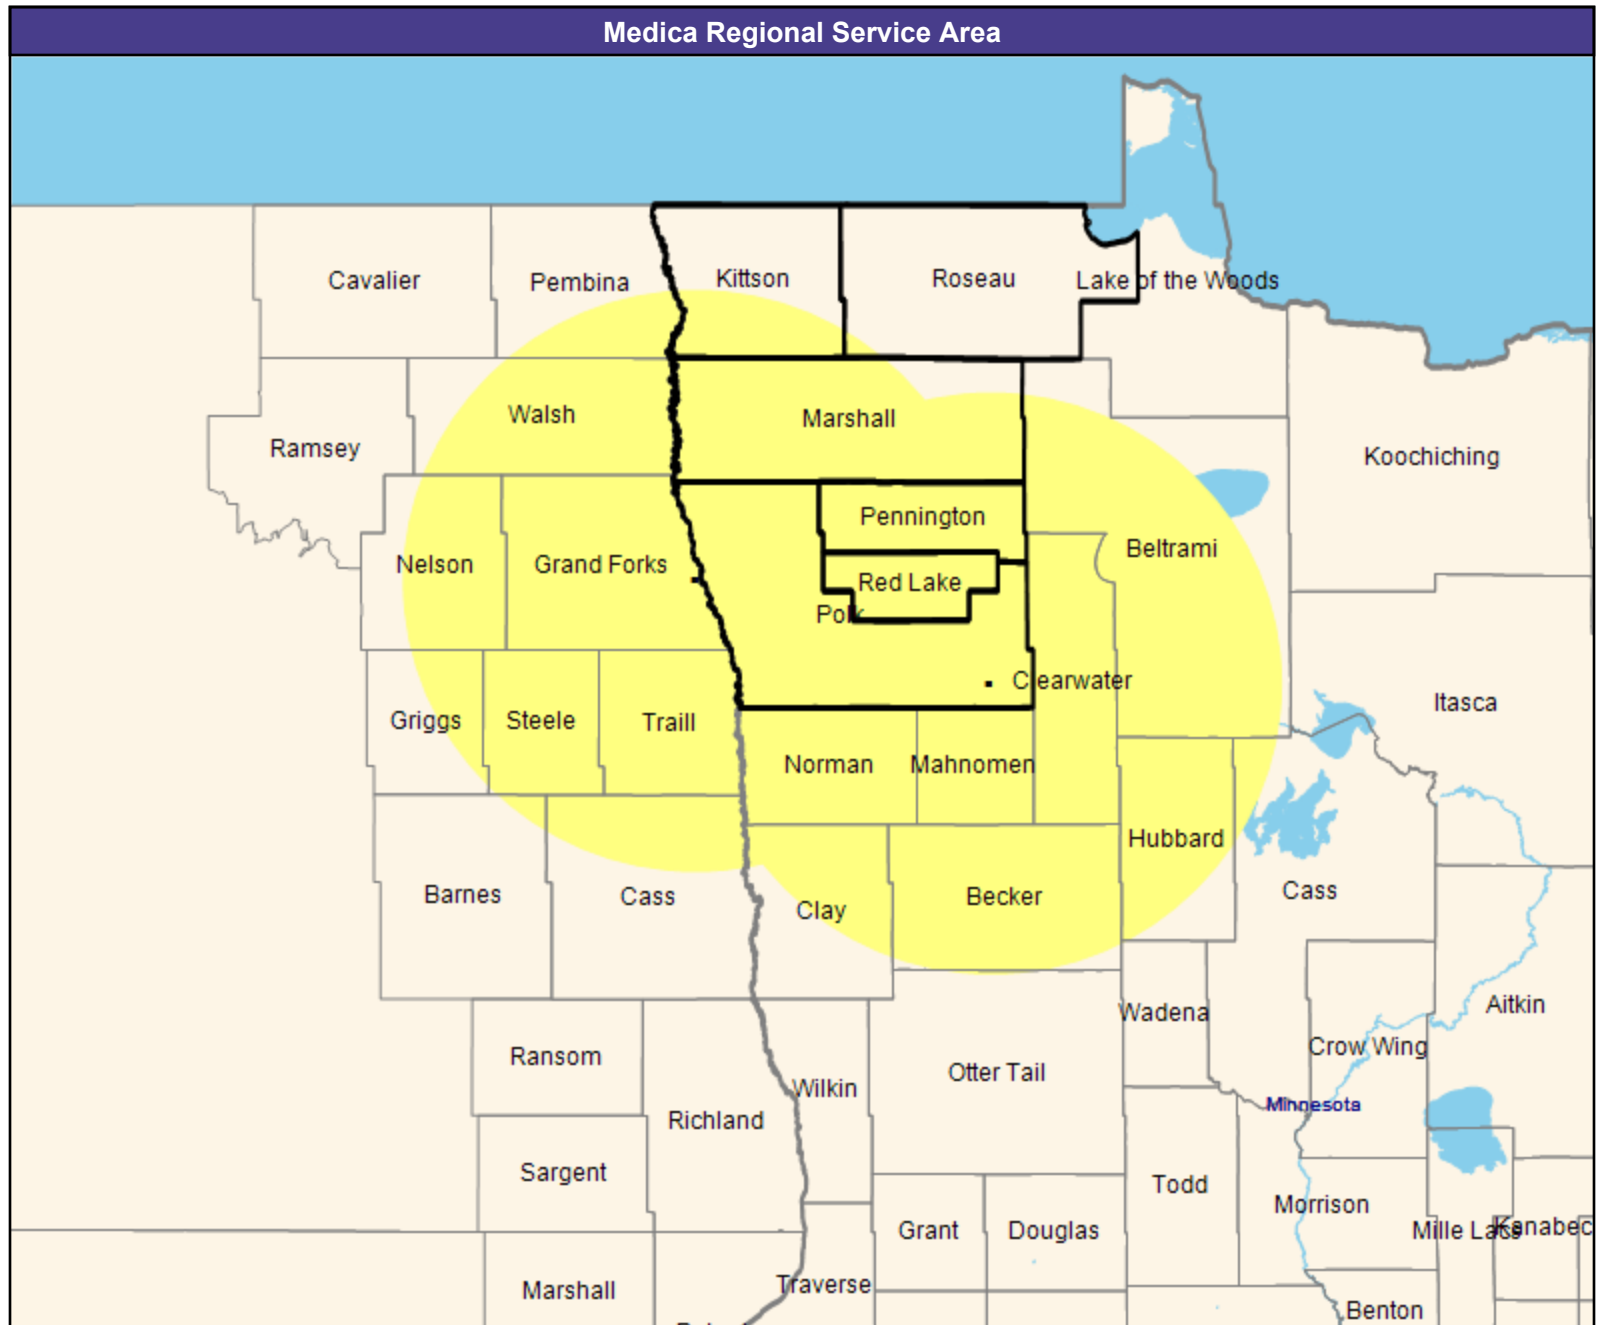 Medica Regional Service Area
Cavalier
Pembina
Kittson
Roseau
Lake of the Woods
Walsh
Marshall
Ramsey
Koochiching
Pennington
Beltrami
Nelson
Grand Forks
Red Lake
Polk
Clearwater
Itasca
Griggs
Steele
Traill
Norman
Mahnomen
Hubbard
Barnes
Cass
Clay
Becker
Cass
Aitkin
Wadena
Crow Wing
Ransom
Otter Tail
Wilkin
Minnesota
Richland
Sargent
Todd
Morrison
Grant
Douglas
Mille Lacs
Kanabec
Marshall
Traverse
Benton